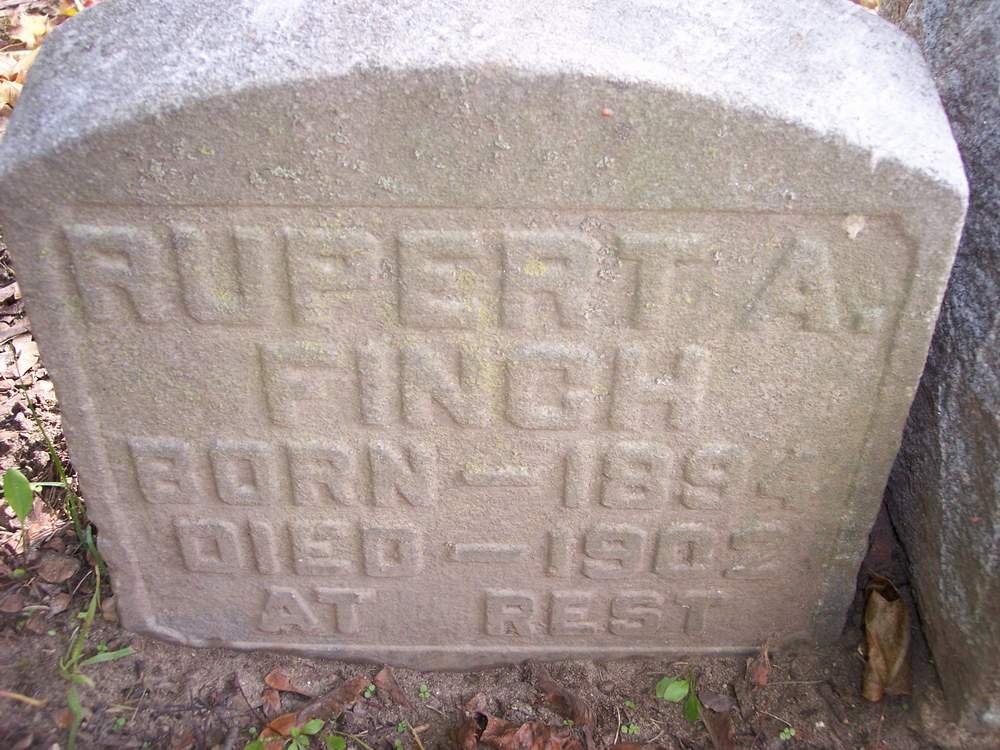 RUPERT A.
FINCH
BORN — 1894
DIED — 1902
AT REST